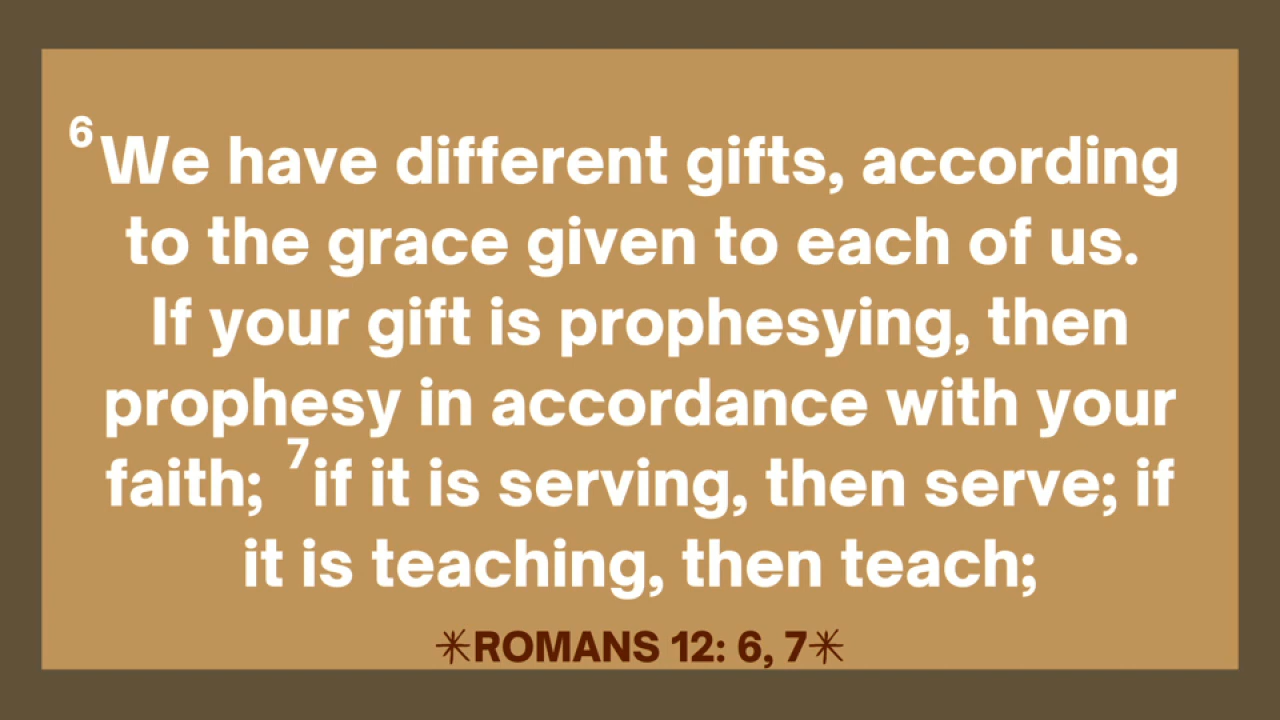 ⁶We have different gifts, according
to the grace given to each of us.
If your gift is prophesying, then
prophesy in accordance with your
faith; ⁷if it is serving, then serve; if
it is teaching, then teach;
✳ROMANS 12: 6, 7✳